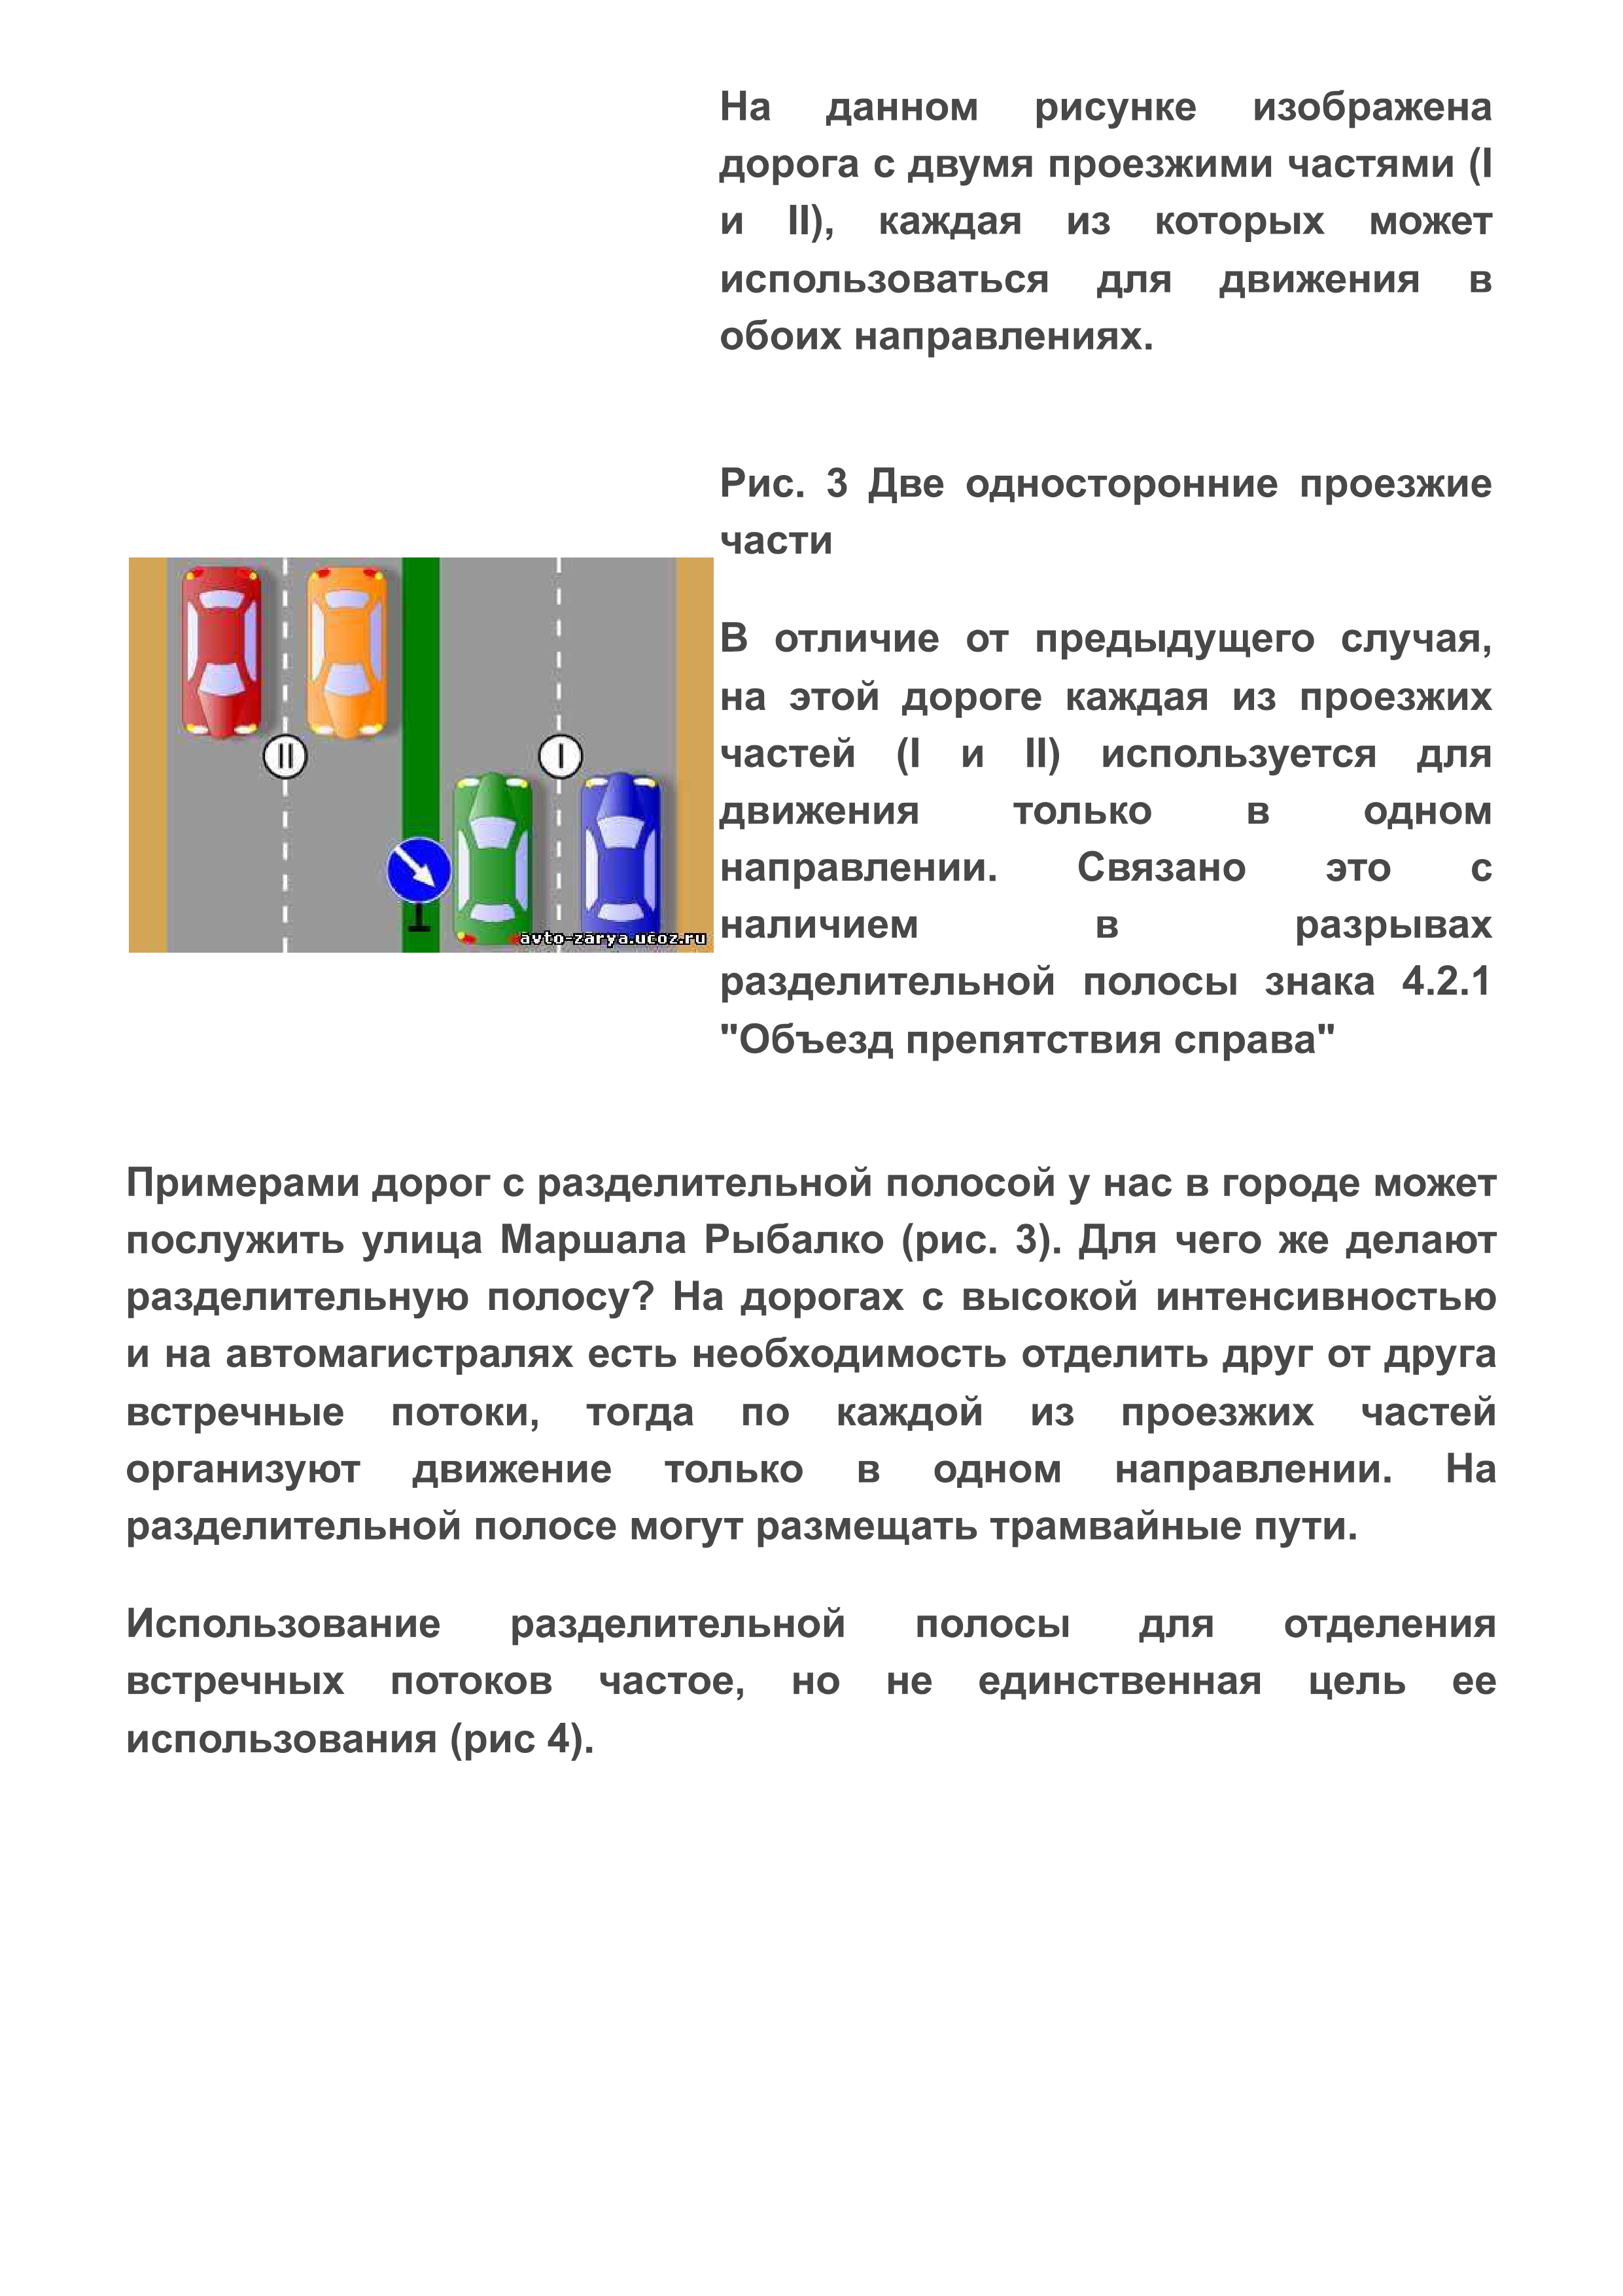 На данном рисунке изображена
дорога с двумя проезжими частями (I
и II), каждая из которых может
использоваться для движения в
обоих направлениях.
Рис. 3 Две односторонние проезжие
части
В отличие от предыдущего случая,
на этой дороге каждая из проезжих
частей (I и II) используется для
движения только в одном
направлении. Связано это с
наличием в разрывах
разделительной полосы знака 4.2.1
"Объезд препятствия справа"
II
I
avto-zarya.ucoz.ru
Примерами дорог с разделительной полосой у нас в городе может
послужить улица Маршала Рыбалко (рис. 3). Для чего же делают
разделительную полосу? На дорогах с высокой интенсивностью
и на автомагистралях есть необходимость отделить друг от друга
встречные потоки, тогда по каждой из проезжих частей
организуют движение только в одном направлении. На
разделительной полосе могут размещать трамвайные пути.
Использование разделительной полосы для отделения
встречных потоков частое, но не единственная цель ее
использования (рис 4).